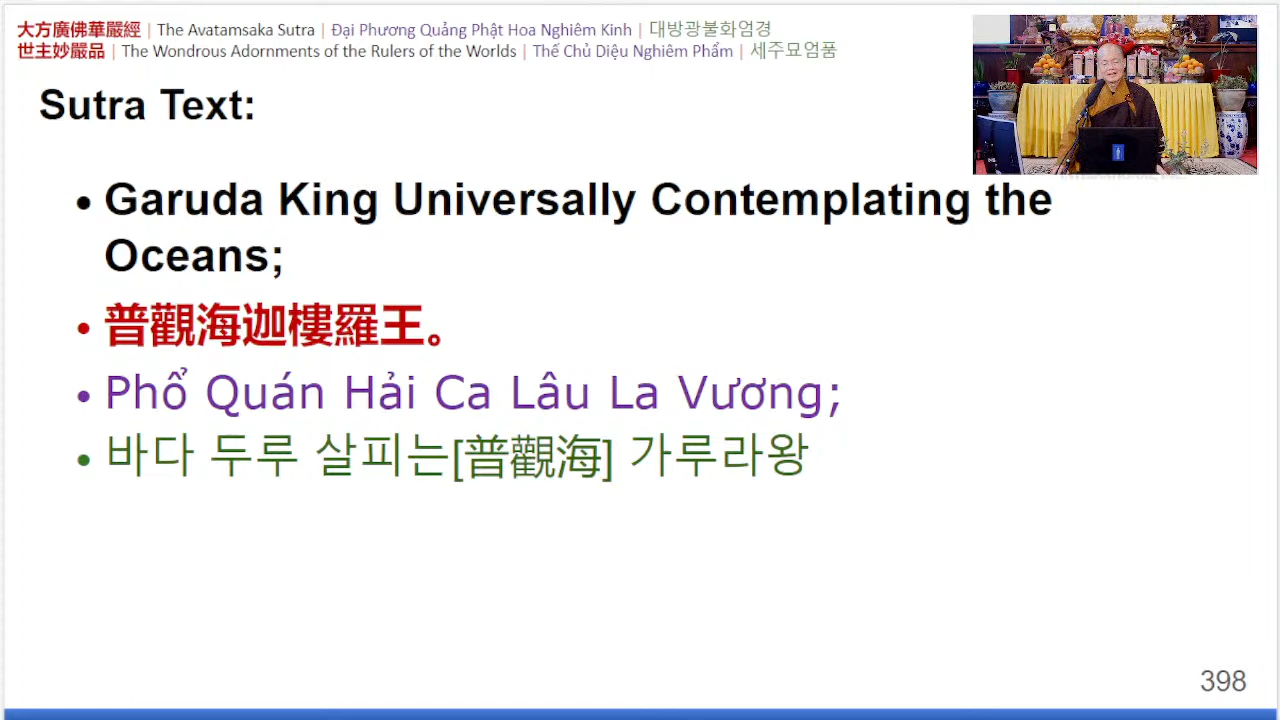 大方廣佛華嚴經 | The Avatamsaka Sutra | Đại Phương Quảng Phật Hoa Nghiêm Kinh | 대방광불화엄경
世主妙嚴品 | The Wondrous Adornments of the Rulers of the Worlds | Thế Chủ Diệu Nghiêm Phẩm | 세주묘엄품
Sutra Text:
• Garuda King Universally Contemplating the
Oceans;
• 普觀海迦樓羅王。
• Phổ Quán Hải Ca Lâu La Vương;
• 바다 두루 살피는[普觀海] 가루라왕
398